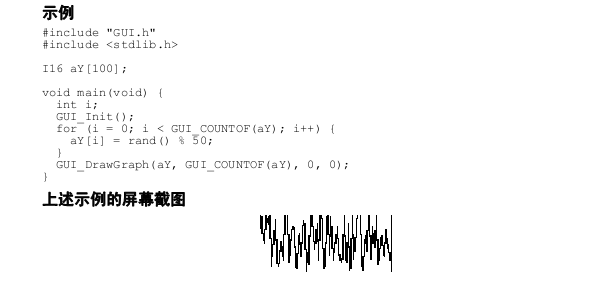 示例
#include "GUI.h"
#include <stdlib.h>
I16 aY[100];
void main(void) {
int i;
GUI_Init();
for (i = 0; i < GUI_COUNTOF(aY); i++) {
aY[i] = rand() % 50;
}
GUI_DrawGraph(aY, GUI_COUNTOF(aY), 0, 0);
}
上述示例的屏幕截图